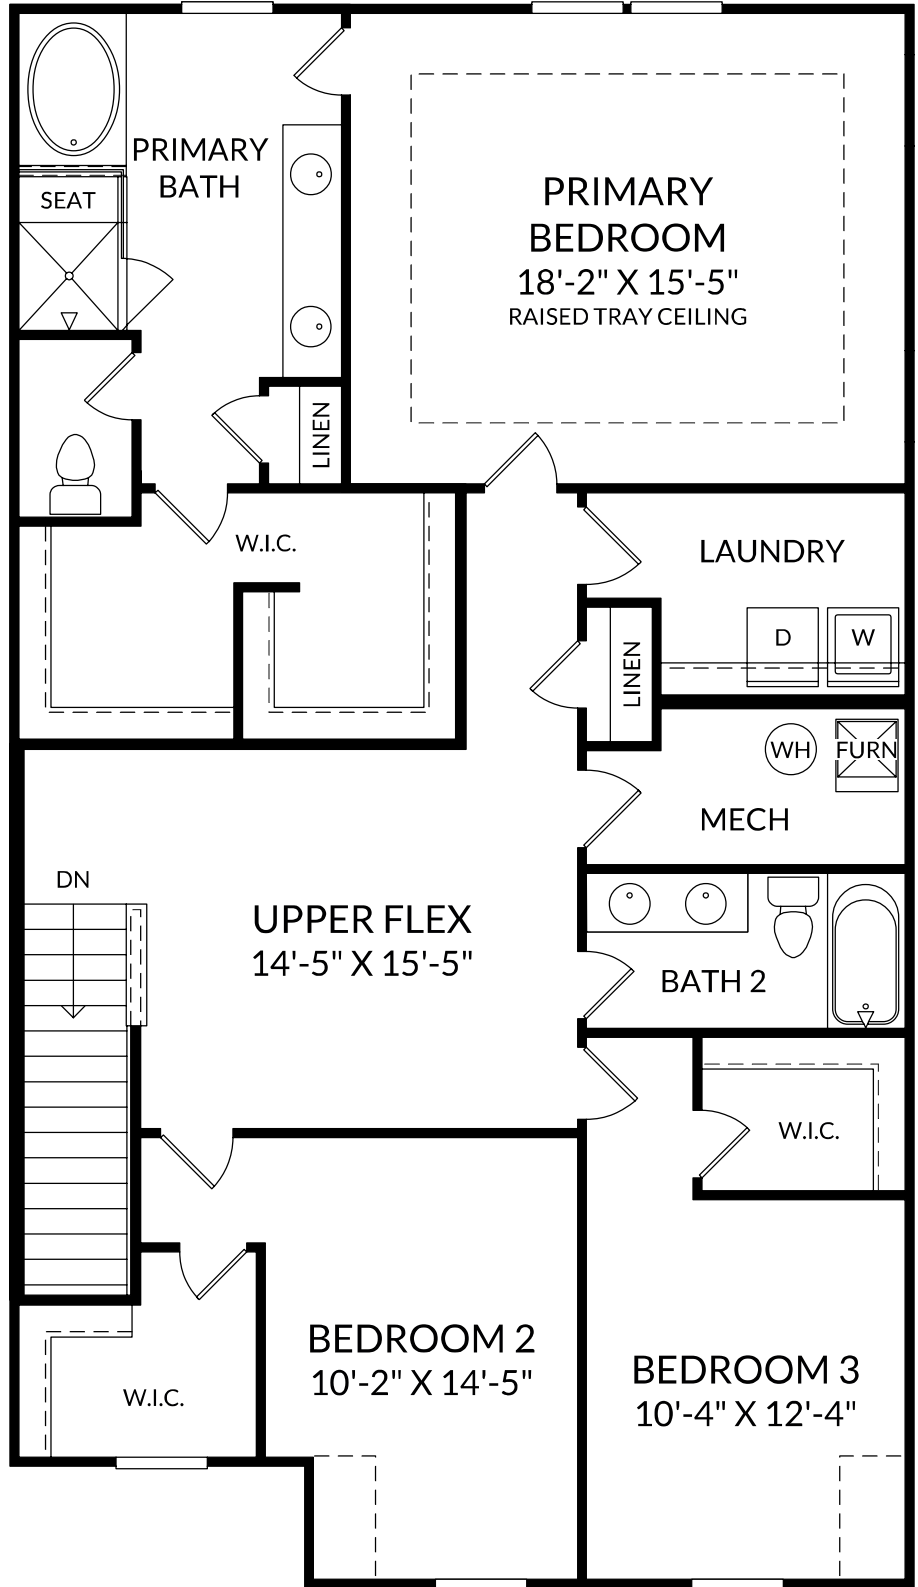 PRIMARY
BATH
SEAT
PRIMARY
BEDROOM
18'-2" X 15'-5"
RAISED TRAY CEILING
LINEN
W.I.C.
LAUNDRY
D
W
LINEN
WH
FURN
MECH
DN
UPPER FLEX
14'-5" X 15'-5"
BATH 2
W.I.C.
BEDROOM 2
10'-2" X 14'-5"
BEDROOM 3
10'-4" X 12'-4"
W.I.C.